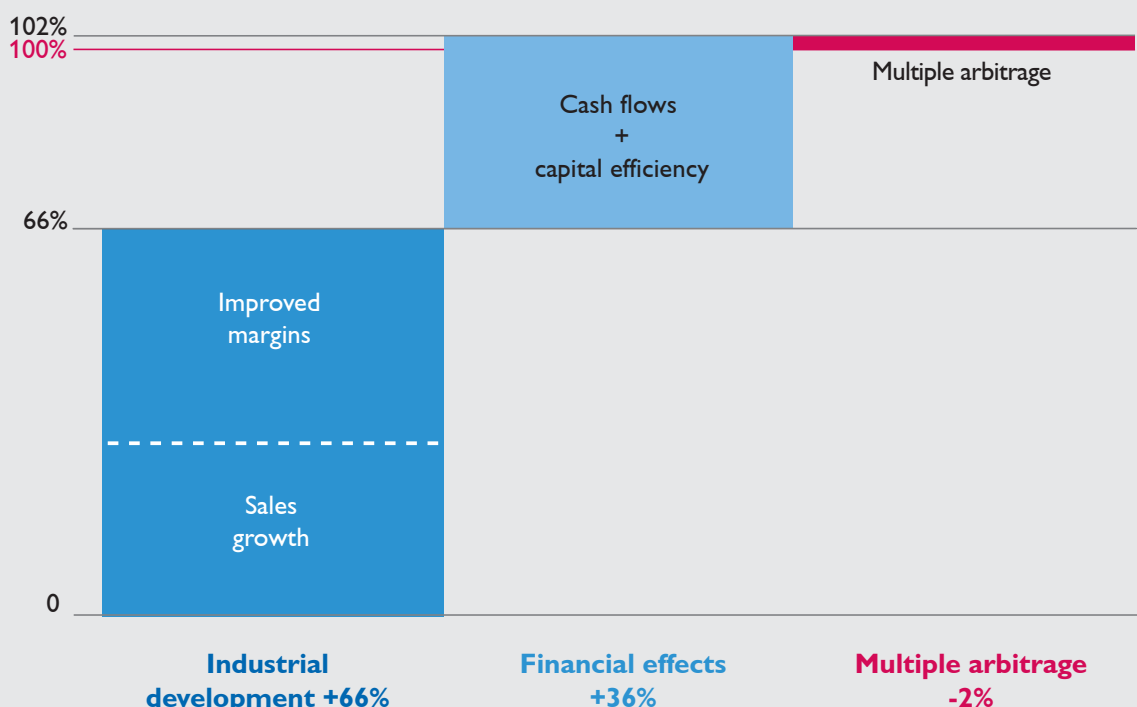 102%
100%
Multiple arbitrage
Cash flows
+
capital efficiency
66%
Improved
margins
Sales
growth
0
Industrial
development +66%
Financial effects
+36%
Multiple arbitrage
-2%